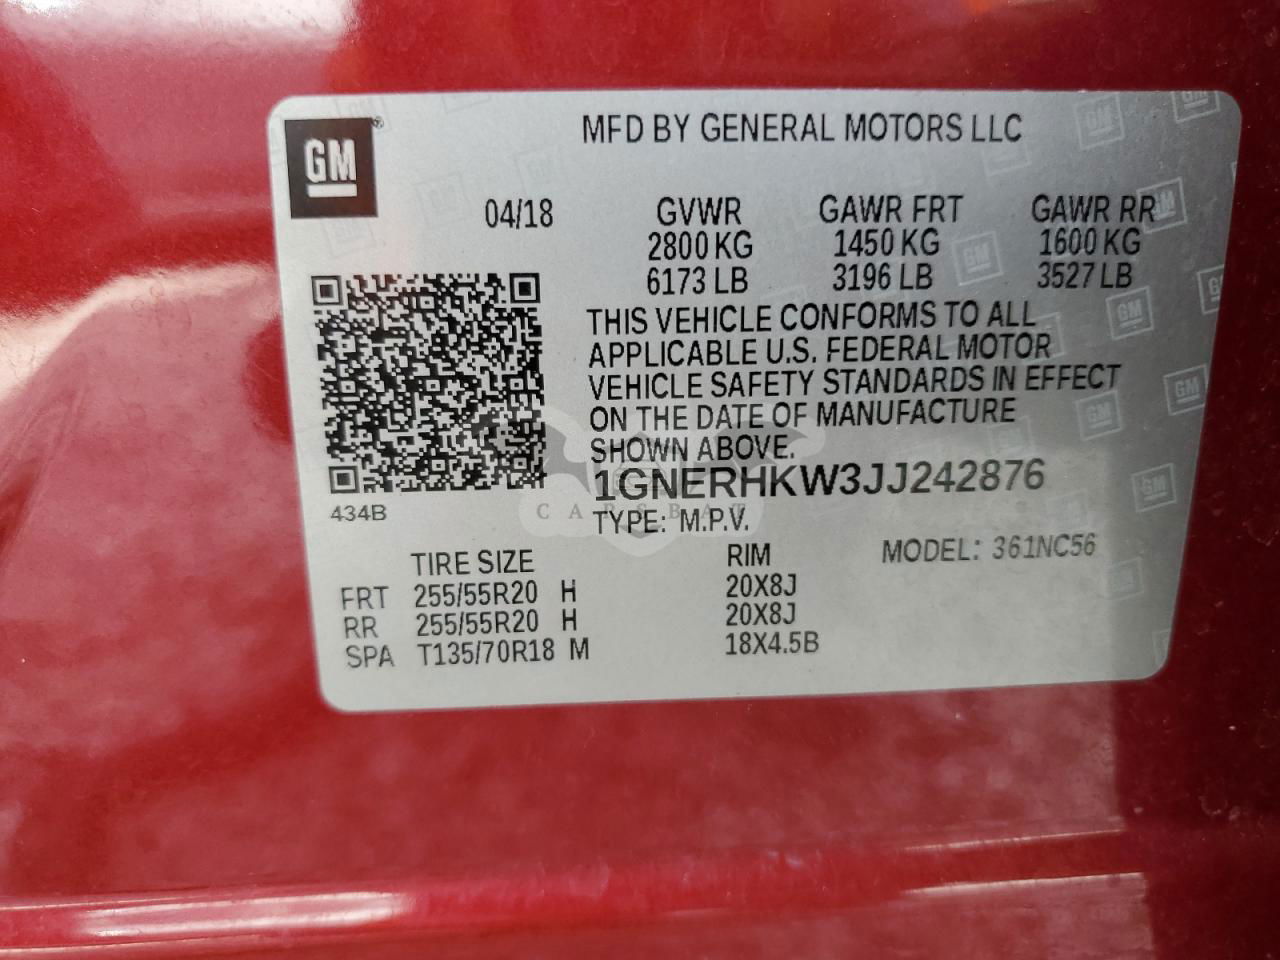 GM
MFD BY GENERAL MOTORS LLC
04/18 GVWR GAWR FRT GAWR RR
2800 KG 1450 KG 1600 KG
6173 LB 3196 LB 3527 LB
THIS VEHICLE CONFORMS TO ALL
APPLICABLE U.S. FEDERAL MOTOR
VEHICLE SAFETY STANDARDS IN EFFECT
ON THE DATE OF MANUFACTURE
SHOWN ABOVE.
1GNERHKW3JJ242876
434B
TYPE: M.P.V.
TIRE SIZE RIM MODEL: 361NC56
FRT 255/55R20 H 20X8J
RR 255/55R20 H 20X8J
SPA T135/70R18 M 18X4.5B